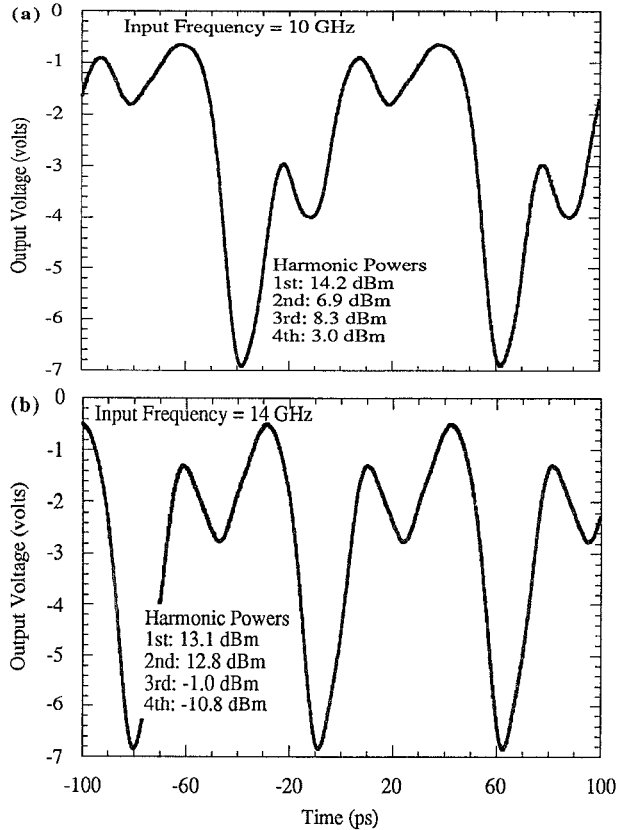 (a)
Input Frequency = 10 GHz
0
-1
-2
-3
-4
-5
-6
-7
Output Voltage (volts)
Harmonic Powers
1st: 14.2 dBm
2nd: 6.9 dBm
3rd: 8.3 dBm
4th: 3.0 dBm
(b)
Input Frequency = 14 GHz
0
-1
-2
-3
-4
-5
-6
-7
Output Voltage (volts)
Harmonic Powers
1st: 13.1 dBm
2nd: 12.8 dBm
3rd: -1.0 dBm
4th: -10.8 dBm
-100 -60 -20 20 60 100
Time (ps)